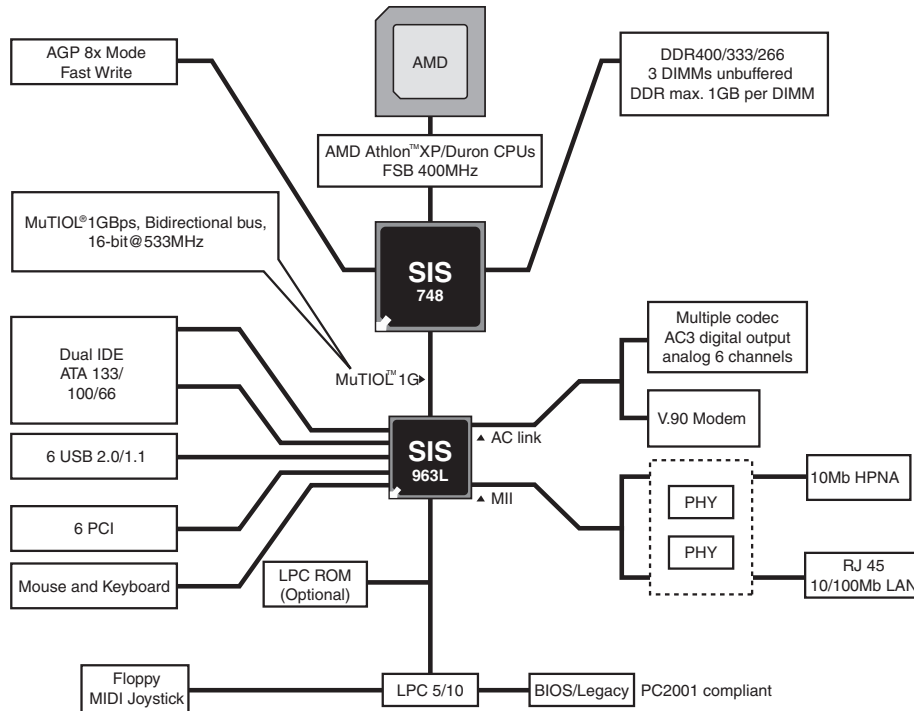 AGP 8x Mode
Fast Write
AMD
DDR400/333/266
3 DIMMs unbuffered
DDR max. 1GB per DIMM
AMD Athlon™XP/Duron CPUs
FSB 400MHz
MuTIOL®1GBps, Bidirectional bus,
16-bit@533MHz
SIS
748
Dual IDE
ATA 133/
100/66
MuTIOL™ 1G
Multiple codec
AC3 digital output
analog 6 channels
V.90 Modem
AC link
6 USB 2.0/1.1
SIS
963L
MII
10Mb HPNA
PHY
PHY
6 PCI
Mouse and Keyboard
LPC ROM
(Optional)
RJ 45
10/100Mb LAN
Floppy
MIDI Joystick
LPC 5/10
BIOS/Legacy
PC2001 compliant